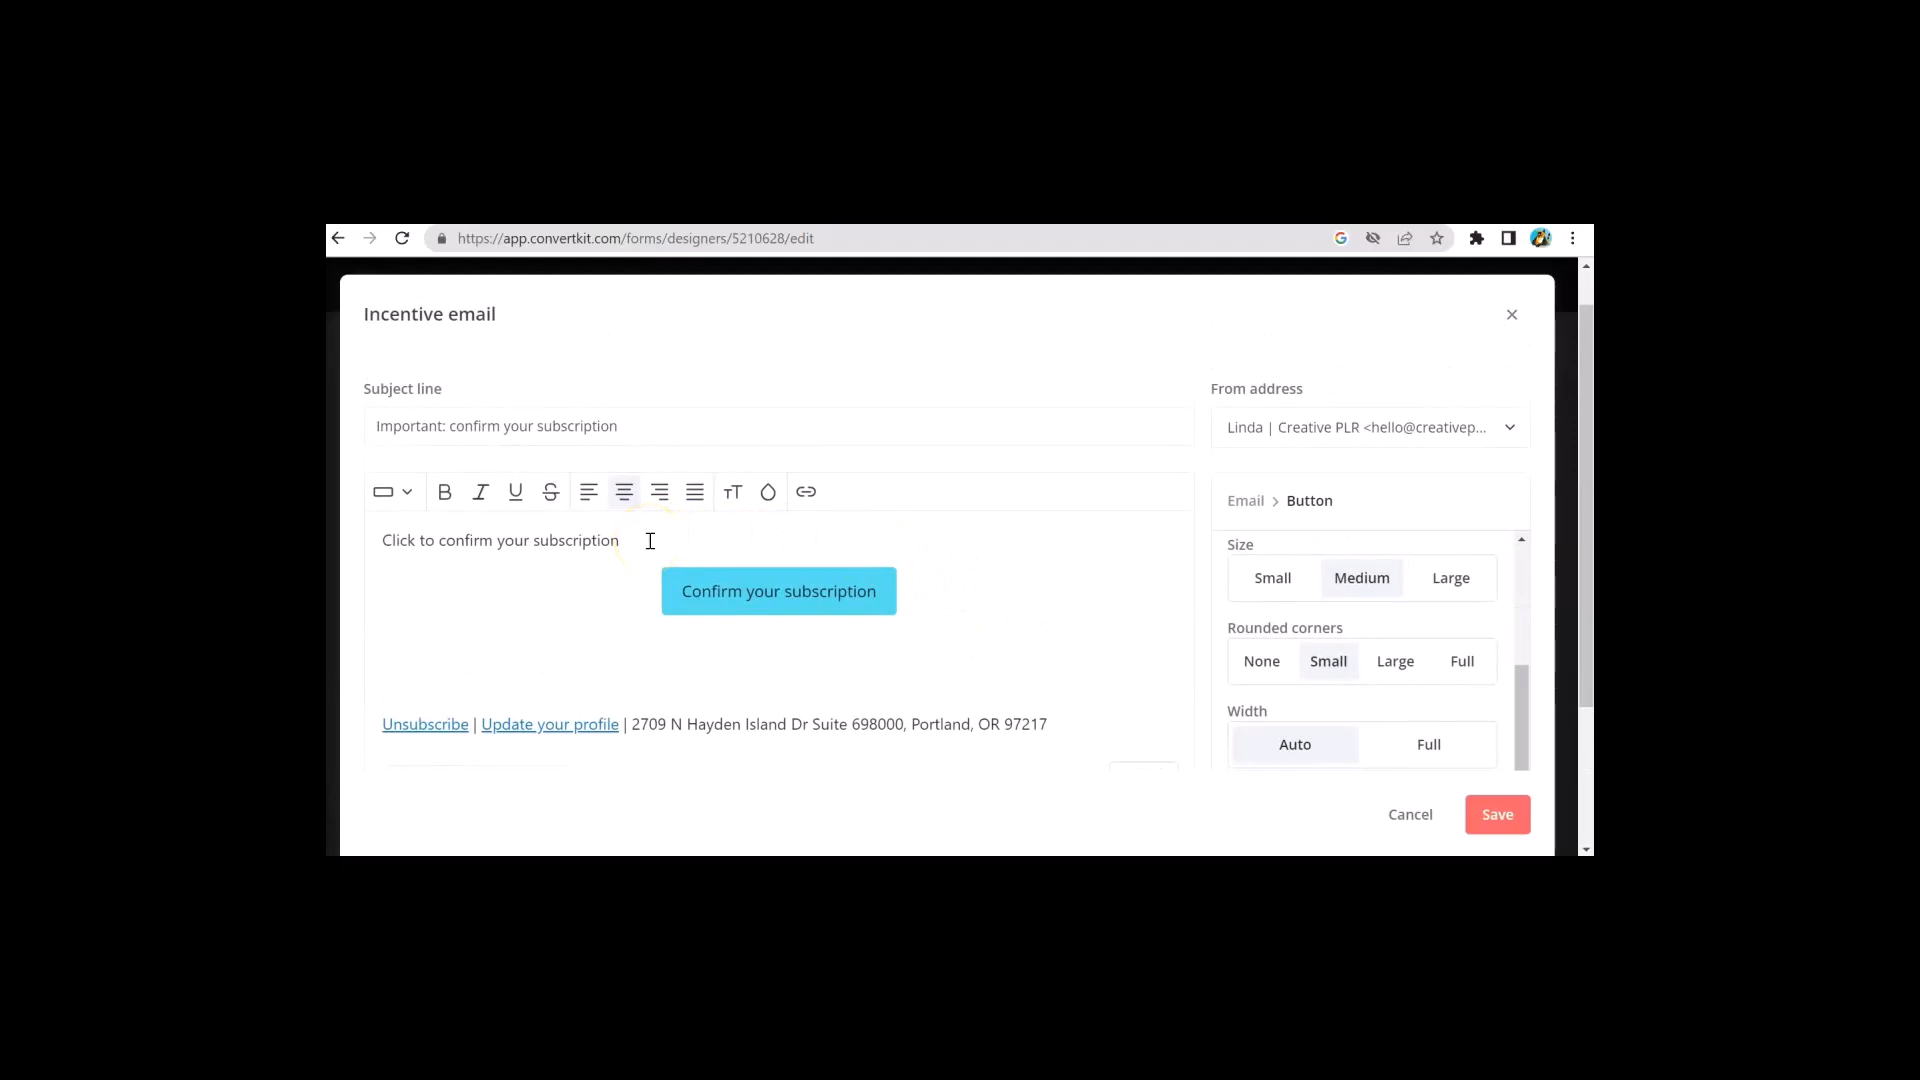 https://app.convertkit.com/forms/designers/5210628/edit
Incentive email
Subject line
From address
Important: confirm your subscription
Linda | Creative PLR <hello@creativep...
B I U S TT
Email > Button
Click to confirm your subscription
Size
Small Medium Large
Confirm your subscription
Rounded corners
None Small Large Full
Width
Unsubscribe | Update your profile | 2709 N Hayden Island Dr Suite 698000, Portland, OR 97217
Auto Full
Cancel Save